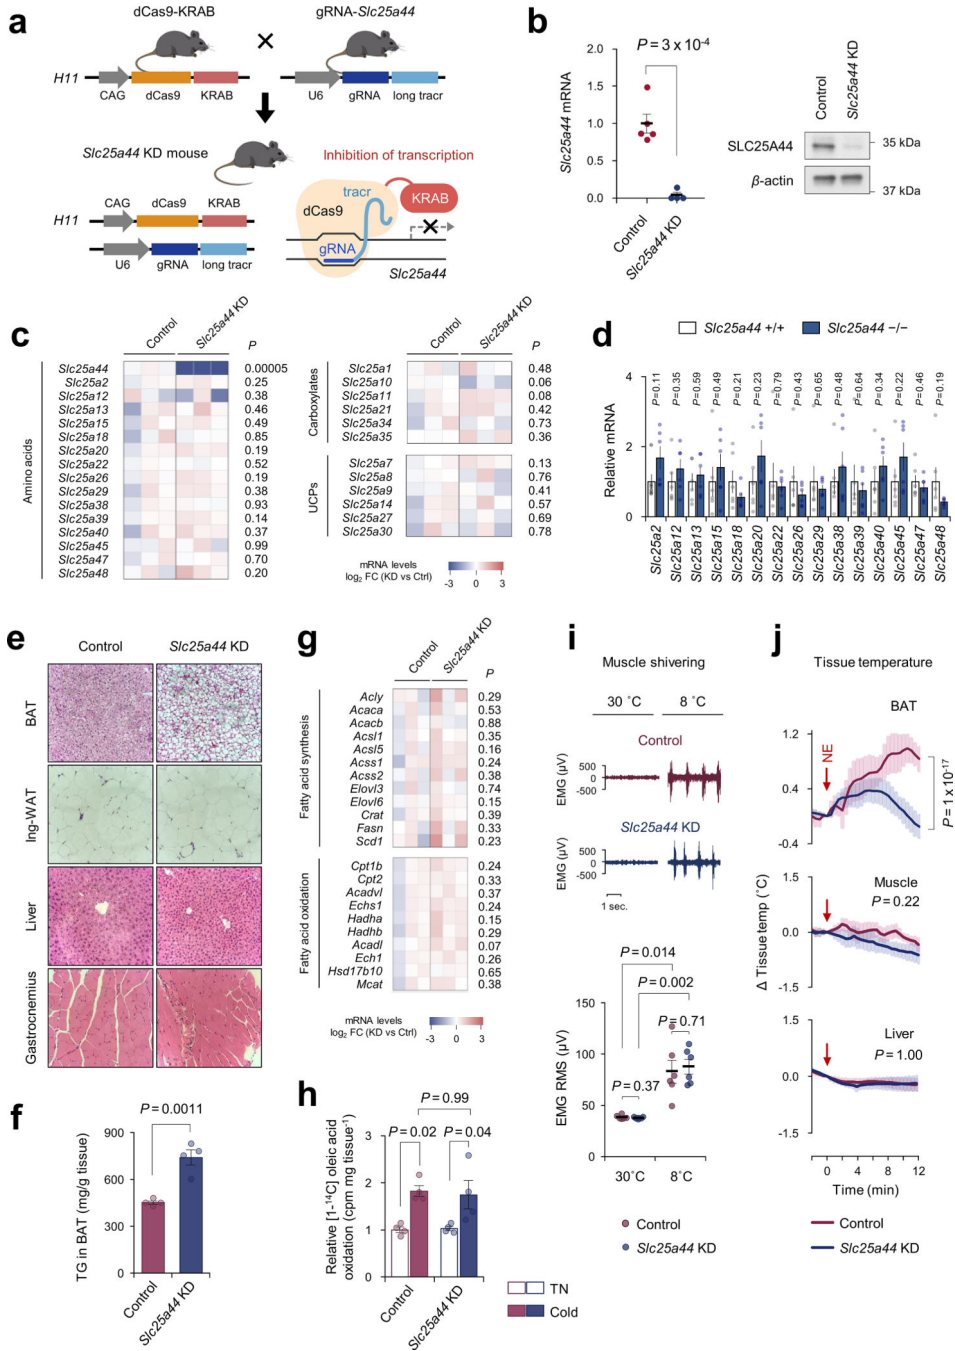 a
dCas9-KRAB
gRNA-Slc25a44
×
H11
CAG
dCas9
KRAB
U6
gRNA
long tracr
Slc25a44 KD mouse
Inhibition of transcription
CAG
dCas9
KRAB
H11
U6
gRNA
long tracr
tracr
dCas9
KRAB
gRNA
Slc25a44
b
P = 3 x 10-4
Slc25a44 mRNA
2.0
1.5
1.0
0.5
0.0
Control
Slc25a44 KD
Control
Slc25a44 KD
SLC25A44
35 kDa
β-actin
37 kDa
c
Control
Slc25a44 KD
P
Amino acids
Slc25a44 0.00005
Slc25a2 0.25
Slc25a12 0.38
Slc25a13 0.46
Slc25a15 0.49
Slc25a18 0.85
Slc25a20 0.19
Slc25a22 0.52
Slc25a26 0.19
Slc25a29 0.38
Slc25a38 0.93
Slc25a39 0.14
Slc25a40 0.37
Slc25a45 0.99
Slc25a47 0.70
Slc25a48 0.20
Control
Slc25a44 KD
P
Carboxylates
Slc25a1 0.48
Slc25a10 0.06
Slc25a11 0.08
Slc25a21 0.42
Slc25a34 0.73
Slc25a35 0.36
UCPs
Slc25a7 0.13
Slc25a8 0.76
Slc25a9 0.41
Slc25a14 0.57
Slc25a27 0.69
Slc25a30 0.78
mRNA levels
log2 FC (KD vs Ctrl)
-3 0 3
d
Slc25a44 +/+
Slc25a44 −/−
Relative mRNA
4
2
0
P=0.11
P=0.35
P=0.59
P=0.49
P=0.21
P=0.23
P=0.79
P=0.43
P=0.65
P=0.48
P=0.64
P=0.34
P=0.22
P=0.46
P=0.19
Slc25a2
Slc25a12
Slc25a13
Slc25a15
Slc25a18
Slc25a20
Slc25a22
Slc25a26
Slc25a29
Slc25a38
Slc25a39
Slc25a40
Slc25a45
Slc25a47
Slc25a48
e
Control
Slc25a44 KD
BAT
Ing-WAT
Liver
Gastrocnemius
f
P = 0.0011
TG in BAT (mg/g tissue)
900
600
300
0
Control
Slc25a44 KD
g
Control
Slc25a44 KD
P
Fatty acid synthesis
Acly 0.29
Acaca 0.53
Acacb 0.88
Acsl1 0.35
Acsl5 0.16
Acss1 0.24
Acss2 0.38
Elovl3 0.74
Elovl6 0.15
Crat 0.39
Fasn 0.33
Scd1 0.23
Fatty acid oxidation
Cpt1b 0.24
Cpt2 0.33
Acadvl 0.37
Echs1 0.24
Hadha 0.15
Hadhb 0.29
Acadl 0.07
Ech1 0.26
Hsd17b10 0.65
Mcat 0.38
mRNA levels
log2 FC (KD vs Ctrl)
-3 0 3
h
P = 0.99
P = 0.02
P = 0.04
Relative [1-14C] oleic acid
oxidation (cpm mg tissue-1)
3
2
1
0
Control
Slc25a44 KD
TN
Cold
i
Muscle shivering
30 ˚C
8 ˚C
Control
EMG (µV)
500
0
-500
Slc25a44 KD
EMG (µV)
500
0
-500
1 sec.
P = 0.014
P = 0.002
P = 0.71
P = 0.37
EMG RMS (µV)
150
100
50
0
30˚C
8˚C
Control
Slc25a44 KD
j
Tissue temperature
BAT
NE
1.2
0.4
-0.4
P = 1 x 10-17
Δ Tissue temp (˚C)
Muscle
P = 0.22
1.5
0.0
-1.5
Liver
P = 1.00
1.5
0.0
-1.5
0 4 8 12
Time (min)
Control
Slc25a44 KD